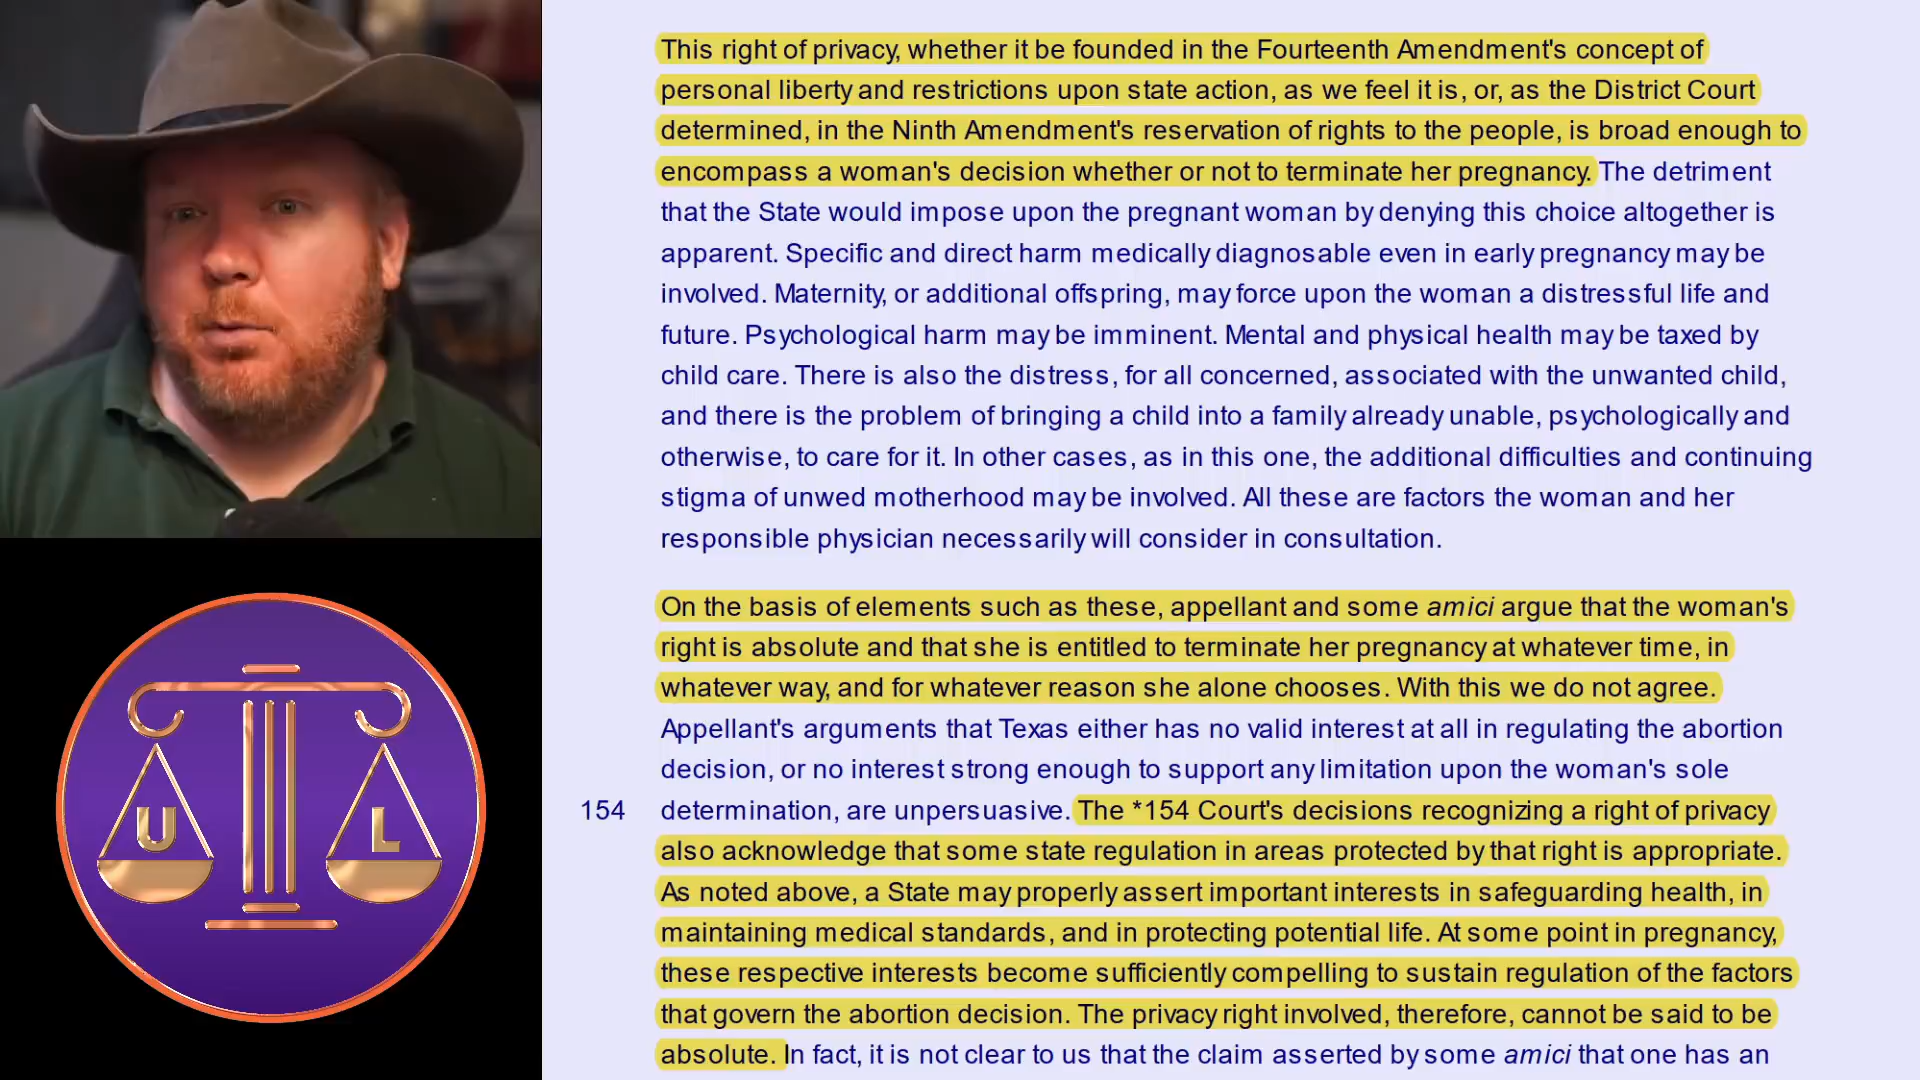 This right of privacy, whether it be founded in the Fourteenth Amendment's concept of
personal liberty and restrictions upon state action, as we feel it is, or, as the District Court
determined, in the Ninth Amendment's reservation of rights to the people, is broad enough to
encompass a woman's decision whether or not to terminate her pregnancy. The detriment
that the State would impose upon the pregnant woman by denying this choice altogether is
apparent. Specific and direct harm medically diagnosable even in early pregnancy may be
involved. Maternity, or additional offspring, may force upon the woman a distressful life and
future. Psychological harm may be imminent. Mental and physical health may be taxed by
child care. There is also the distress, for all concerned, associated with the unwanted child,
and there is the problem of bringing a child into a family already unable, psychologically and
otherwise, to care for it. In other cases, as in this one, the additional difficulties and continuing
stigma of unwed motherhood may be involved. All these are factors the woman and her
responsible physician necessarily will consider in consultation.
On the basis of elements such as these, appellant and some amici argue that the woman's
right is absolute and that she is entitled to terminate her pregnancy at whatever time, in
whatever way, and for whatever reason she alone chooses. With this we do not agree.
Appellant's arguments that Texas either has no valid interest at all in regulating the abortion
decision, or no interest strong enough to support any limitation upon the woman's sole
154 determination, are unpersuasive. The *154 Court's decisions recognizing a right of privacy
also acknowledge that some state regulation in areas protected by that right is appropriate.
As noted above, a State may properly assert important interests in safeguarding health, in
maintaining medical standards, and in protecting potential life. At some point in pregnancy,
these respective interests become sufficiently compelling to sustain regulation of the factors
that govern the abortion decision. The privacy right involved, therefore, cannot be said to be
absolute. In fact, it is not clear to us that the claim asserted by some amici that one has an
U L